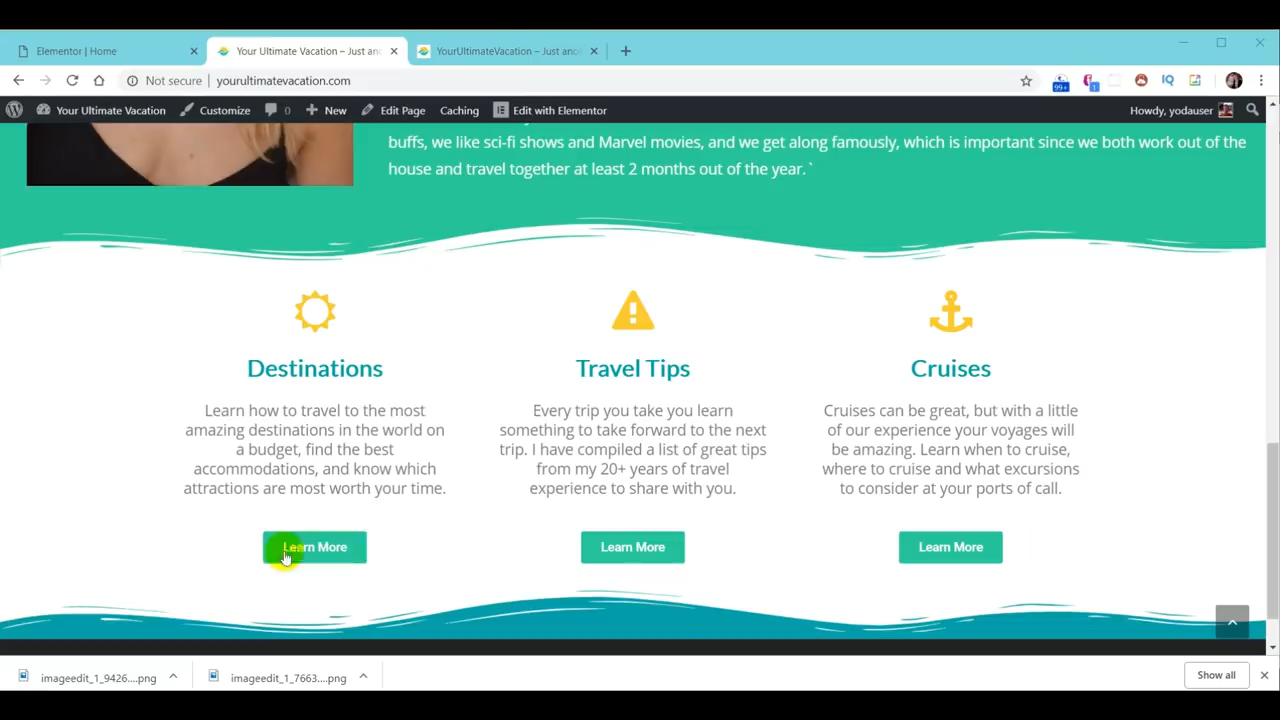 Elementor | Home
Your Ultimate Vacation – Just an
YourUltimateVacation – Just ano
Not secure | yourultimatevacation.com
99+
1
IQ
Your Ultimate Vacation
Customize
0
New
Edit Page
Caching
Edit with Elementor
Howdy, yodauser
buffs, we like sci-fi shows and Marvel movies, and we get along famously, which is important since we both work out of the
house and travel together at least 2 months out of the year.`
Destinations
Learn how to travel to the most
amazing destinations in the world on
a budget, find the best
accommodations, and know which
attractions are most worth your time.
Learn More
Travel Tips
Every trip you take you learn
something to take forward to the next
trip. I have compiled a list of great tips
from my 20+ years of travel
experience to share with you.
Learn More
Cruises
Cruises can be great, but with a little
of our experience your voyages will
be amazing. Learn when to cruise,
where to cruise and what excursions
to consider at your ports of call.
Learn More
imageedit_1_9426....png
imageedit_1_7663....png
Show all